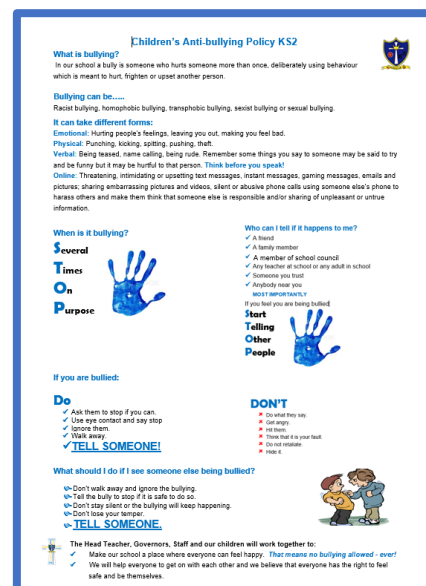 Children's Anti-bullying Policy KS2
What is bullying?
In our school a bully is someone who hurts someone more than once, deliberately using behaviour
which is meant to hurt, frighten or upset another person.
Bullying can be.....
Racist bullying, homophobic bullying, transphobic bullying, sexist bullying or sexual bullying.
It can take different forms:
Emotional: Hurting people's feelings, leaving you out, making you feel bad.
Physical: Punching, kicking, spitting, pushing, theft.
Verbal: Being teased, name calling, being rude. Remember some things you say to someone may be said to try
and be funny but it may be hurtful to that person. Think before you speak!
Online: Threatening, intimidating or upsetting text messages, instant messages, gaming messages, emails and
pictures; sharing embarrassing pictures and videos, silent or abusive phone calls using someone else's phone to
harass others and make them think that someone else is responsible and/or sharing of unpleasant or untrue
information.
When is it bullying?
Several
Times
On
Purpose
Who can I tell if it happens to me?
A friend
A family member
A member of school council
Any teacher at school or any adult in school
Someone you trust
Anybody near you
MOST IMPORTANTLY
If you feel you are being bullied
Start
Telling
Other
People
If you are bullied:
Do
Ask them to stop if you can.
Use eye contact and say stop
Ignore them.
Walk away.
TELL SOMEONE!
DON'T
Do what they say.
Get angry.
Hit them
Think that it is your fault.
Do not retaliate.
Hide it.
What should I do if I see someone else being bullied?
Don't walk away and ignore the bullying.
Tell the bully to stop if it is safe to do so.
Don't stay silent or the bullying will keep happening.
Don't lose your temper.
TELL SOMEONE.
The Head Teacher, Governors, Staff and our children will work together to:
Make our school a place where everyone can feel happy. That means no bullying allowed - ever!
We will help everyone to get on with each other and we believe that everyone has the right to feel
safe and be themselves.